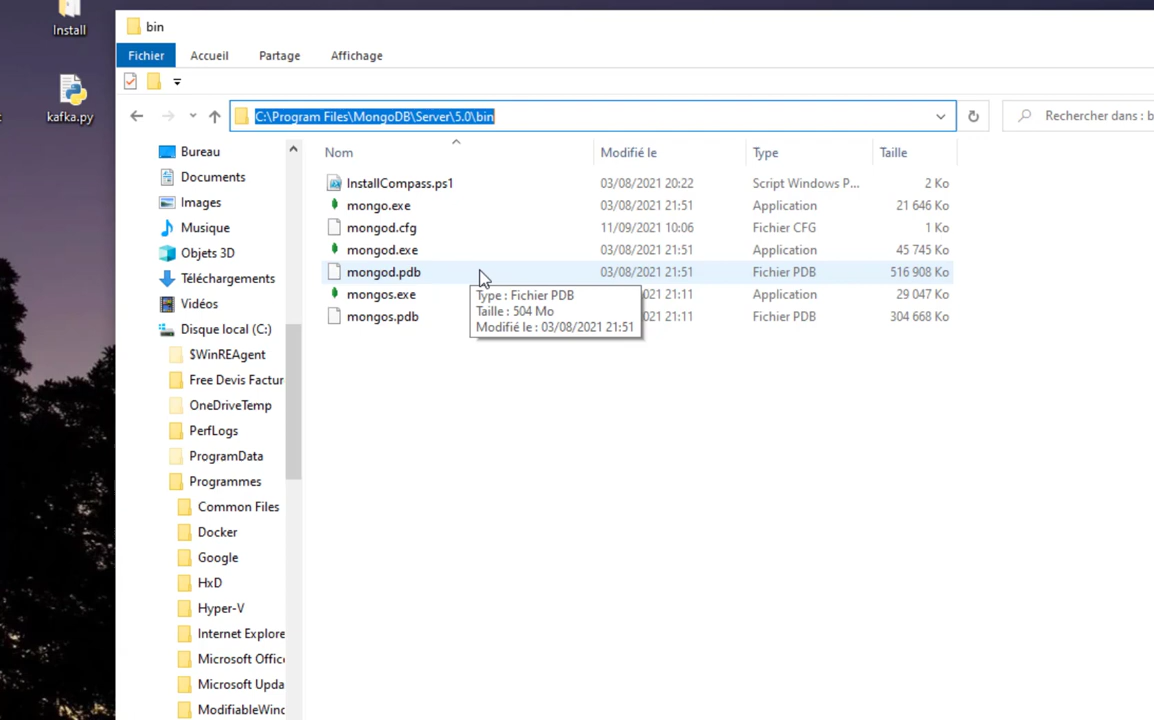 Install
kafka.py
bin
Fichier
Accueil
Partage
Affichage
C:\Program Files\MongoDB\Server\5.0\bin
Rechercher dans : b
Bureau
Documents
Images
Musique
Objets 3D
Téléchargements
Vidéos
Disque local (C:)
$WinREAgent
Free Devis Factur
OneDriveTemp
PerfLogs
ProgramData
Programmes
Common Files
Docker
Google
HxD
Hyper-V
Internet Explore
Microsoft Offic
Microsoft Upda
ModifiableWind
Nom Modifié le Type Taille
InstallCompass.ps1 03/08/2021 20:22 Script Windows P... 2 Ko
mongo.exe 03/08/2021 21:51 Application 21 646 Ko
mongod.cfg 11/09/2021 10:06 Fichier CFG 1 Ko
mongod.exe 03/08/2021 21:51 Application 45 745 Ko
mongod.pdb 03/08/2021 21:51 Fichier PDB 516 908 Ko
mongos.exe 021 21:11 Application 29 047 Ko
mongos.pdb 021 21:11 Fichier PDB 304 668 Ko
Type : Fichier PDB
Taille : 504 Mo
Modifié le : 03/08/2021 21:51